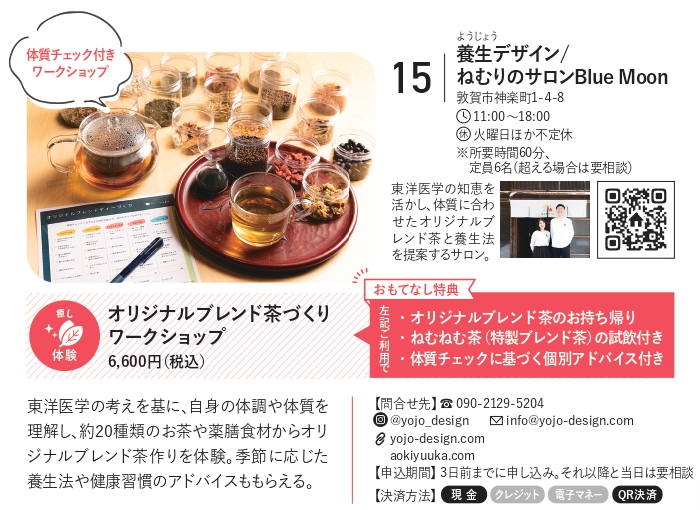 体質チェック付き
ワークショップ
オリジナルブレンドティーづくり
15
ようじょう
養生デザイン/
ねむりのサロンBlue Moon
敦賀市神楽町1-4-8
11:00〜18:00
休 火曜日ほか不定休
※所要時間60分、
定員6名(超える場合は要相談)
東洋医学の知恵を
活かし、体質に合わ
せたオリジナルブ
レンド茶と養生法
を提案するサロン。
癒し
体験
オリジナルブレンド茶づくり
ワークショップ
6,600円(税込)
おもてなし特典
左記ご利用で
・オリジナルブレンド茶のお持ち帰り
・ねむねむ茶(特製ブレンド茶)の試飲付き
・体質チェックに基づく個別アドバイス付き
東洋医学の考えを基に、自身の体調や体質を
理解し、約20種類のお茶や薬膳食材からオリ
ジナルブレンド茶作りを体験。季節に応じた
養生法や健康習慣のアドバイスももらえる。
【問合せ先】☎090-2129-5204
@yojo_design info@yojo-design.com
yojo-design.com
aokiyuuka.com
【申込期間】3日前までに申し込み。それ以降と当日は要相談
【決済方法】現金 クレジット 電子マネー QR決済